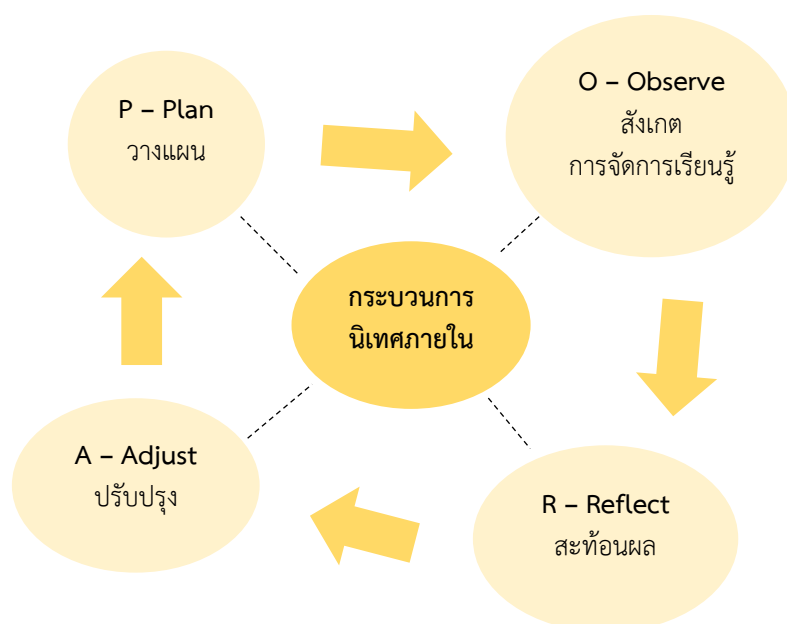 P – Plan
วางแผน
O – Observe
สังเกต
การจัดการเรียนรู้
กระบวนการ
นิเทศภายใน
A – Adjust
ปรับปรุง
R – Reflect
สะท้อนผล